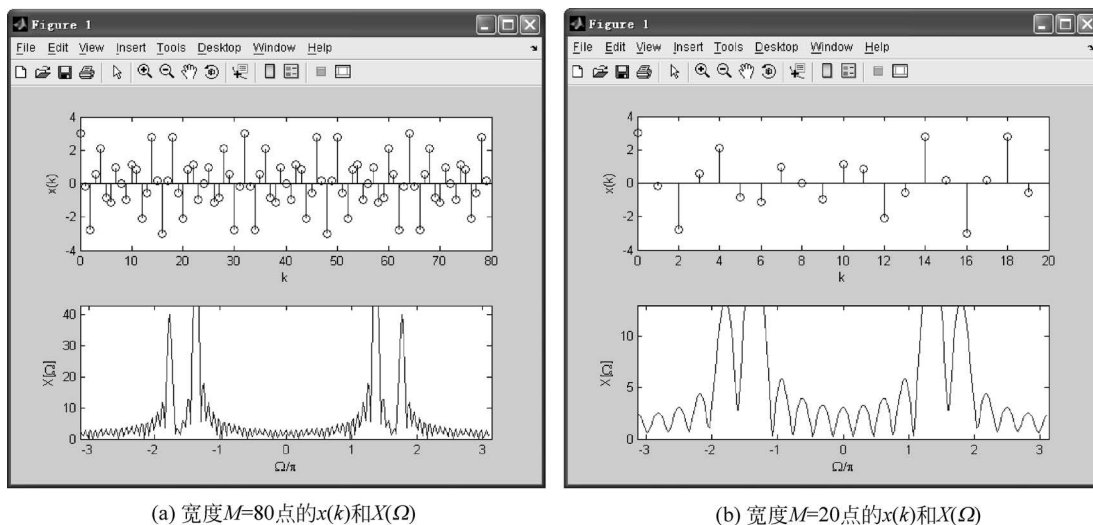 Figure 1
File Edit View Insert Tools Desktop Window Help
4
2
0
-2
-4
x(k)
0 10 20 30 40 50 60 70 80
k
40
30
20
10
0
X[Ω]
-3 -2 -1 0 1 2 3
Ω/π
(a) 宽度M=80点的x(k)和X(Ω)
Figure 1
File Edit View Insert Tools Desktop Window Help
4
2
0
-2
-4
x(k)
0 2 4 6 8 10 12 14 16 18 20
k
10
5
0
X[Ω]
-3 -2 -1 0 1 2 3
Ω/π
(b) 宽度M=20点的x(k)和X(Ω)